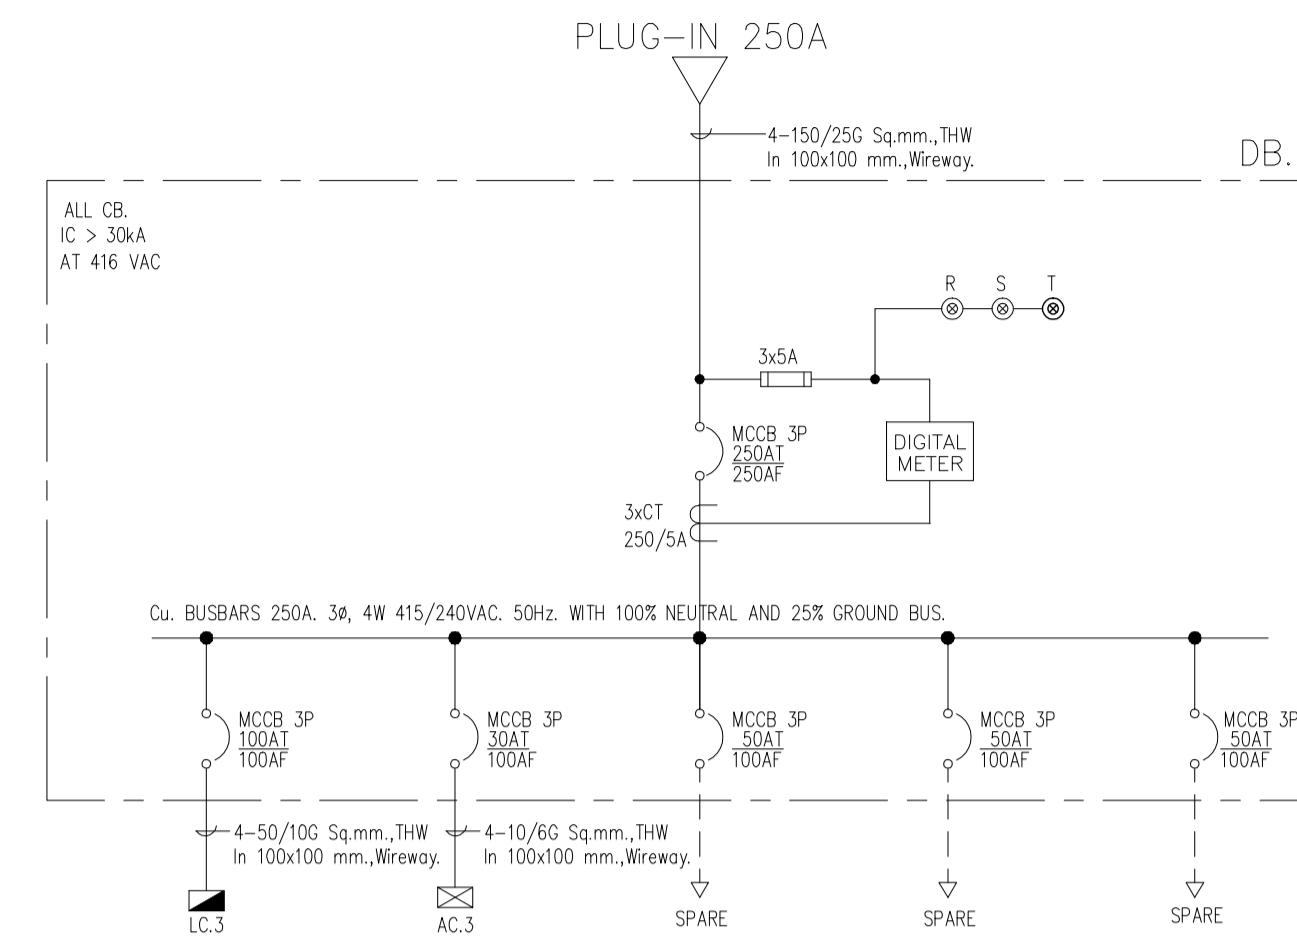 PLUG-IN 250A
4-150/25G Sq.mm.,THW
In 100x100 mm.,Wireway.
DB.
ALL CB.
IC > 30kA
AT 416 VAC
R S T
3x5A
MCCB 3P
250AT
250AF
DIGITAL
METER
3xCT
250/5A
Cu. BUSBARS 250A. 3ø, 4W 415/240VAC. 50Hz. WITH 100% NEUTRAL AND 25% GROUND BUS.
MCCB 3P
100AT
100AF
MCCB 3P
30AT
100AF
MCCB 3P
50AT
100AF
MCCB 3P
50AT
100AF
MCCB 3P
50AT
100AF
4-50/10G Sq.mm.,THW
In 100x100 mm.,Wireway.
4-10/6G Sq.mm.,THW
In 100x100 mm.,Wireway.
LC.3
AC.3
SPARE
SPARE
SPARE